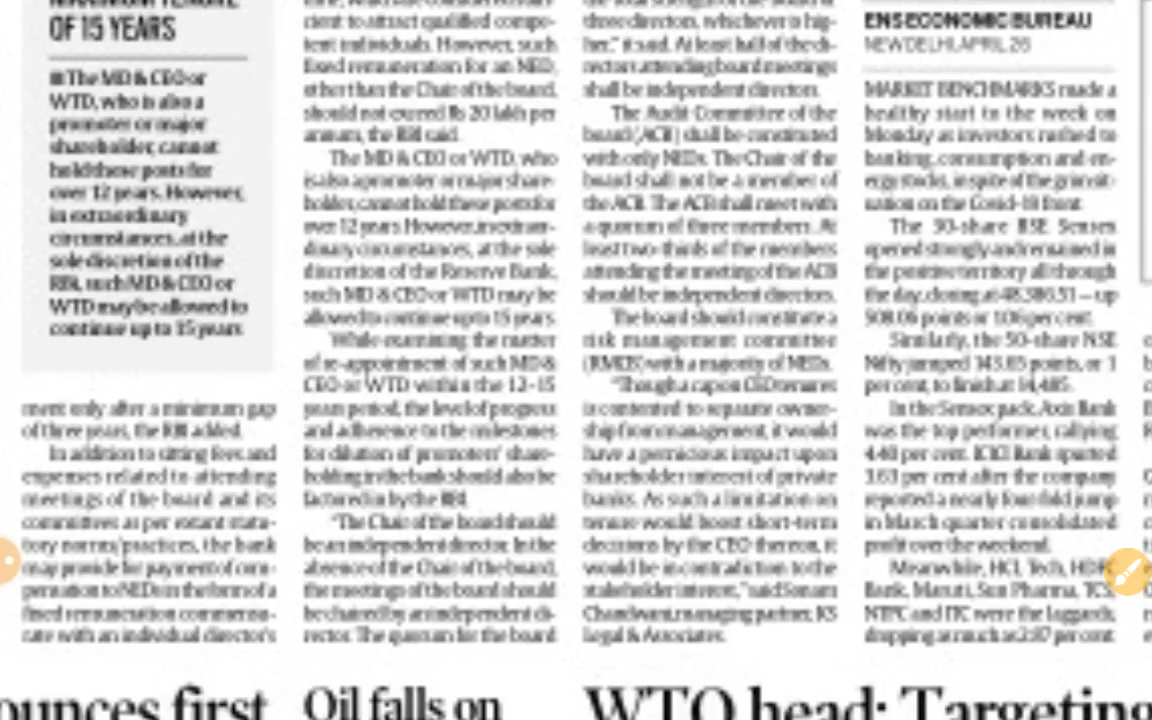 OF 15 YEARS
The MD & CEO or
WTD, who is also a
promoter or major
shareholder, cannot
hold these posts for
over 12 years. However,
in extraordinary
circumstances, at the
sole discretion of the
RBI, such MD & CEO or
WTD may be allowed to
continue up to 15 years
ment only after a minimum gap
of three years, the RBI added.
In addition to sitting fees and
expenses related to attending
meetings of the board and its
committees as per extant statu-
tory norms/practices, the bank
may provide for payment of com-
pensation to NEDs in the form of a
fixed remuneration commensu-
rate with an individual director's
cient to attract qualified compe-
tent individuals. However, such
fixed remuneration for an NED,
other than the Chair of the board,
should not exceed Rs 20 lakh per
annum, the RBI said.
The MD & CEO or WTD, who
is also a promoter or major share-
holder, cannot hold these posts for
over 12 years. However, in extraor-
dinary circumstances, at the sole
discretion of the Reserve Bank,
such MD & CEO or WTD may be
allowed to continue up to 15 years.
While examining the matter
of re-appointment of such MD &
CEO or WTD within the 12-15
years period, the level of progress
and adherence to the milestones
for dilution of promoters' share-
holding in the bank should also be
factored in by the RBI.
"The Chair of the board should
be an independent director. In the
absence of the Chair of the board,
the meetings of the board should
be chaired by an independent di-
rector. The quorum for the board
three directors, whichever is hig-
her," it said. At least half of the di-
rectors attending board meetings
shall be independent directors.
The Audit Committee of the
board (ACB) shall be constituted
with only NEDs. The Chair of the
board shall not be a member of
the ACB. The ACB shall meet with
a quorum of three members. At
least two-thirds of the members
attending the meeting of the ACB
should be independent directors.
The board should constitute a
risk management committee
(RMCB) with a majority of NEDs.
"Though a cap on CEO tenures
is contented to separate owner-
ship from management, it would
have a pernicious impact upon
shareholder interest of private
banks. As such a limitation on
tenure would boost short-term
decisions by the CEO thereon, it
would be in contradiction to the
stakeholder interest," said Sonam
Chandwani, managing partner, KS
Legal & Associates.
ENS ECONOMIC BUREAU
NEW DELHI, APRIL 26
MARKET BENCHMARKS made a
healthy start to the week on
Monday as investors rushed to
banking, consumption and en-
ergy stocks, in spite of the grim sit-
uation on the Covid-19 front.
The 30-share BSE Sensex
opened strongly and remained in
the positive territory all through
the day, closing at 48,386.51 — up
508.06 points or 1.06 per cent.
Similarly, the 50-share NSE
Nifty jumped 143.65 points, or 1
per cent, to finish at 14,485.
In the Sensex pack, Axis Bank
was the top performer, rallying
4.40 per cent. ICICI Bank spurted
3.63 per cent after the company
reported a nearly four-fold jump
in March quarter consolidated
profit over the weekend.
Meanwhile, HCL Tech, HDFC
Bank, Maruti, Sun Pharma, TCS,
NTPC and ITC were the laggards,
dropping as much as 2.87 per cent.
ounces first
Oil falls on
WTO head: Targeting